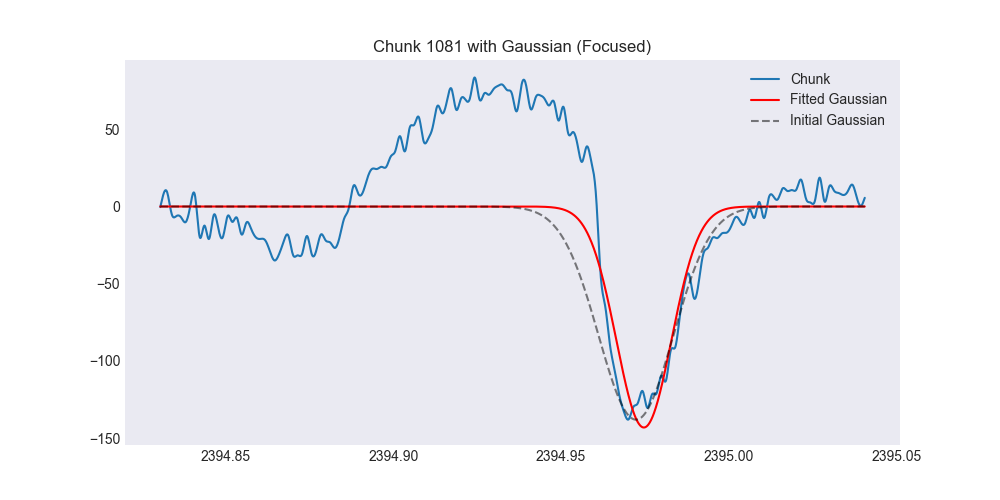 Chunk 1081 with Gaussian (Focused)
Chunk
Fitted Gaussian
Initial Gaussian
50
0
−50
−100
−150
2394.85 2394.90 2394.95 2395.00 2395.05